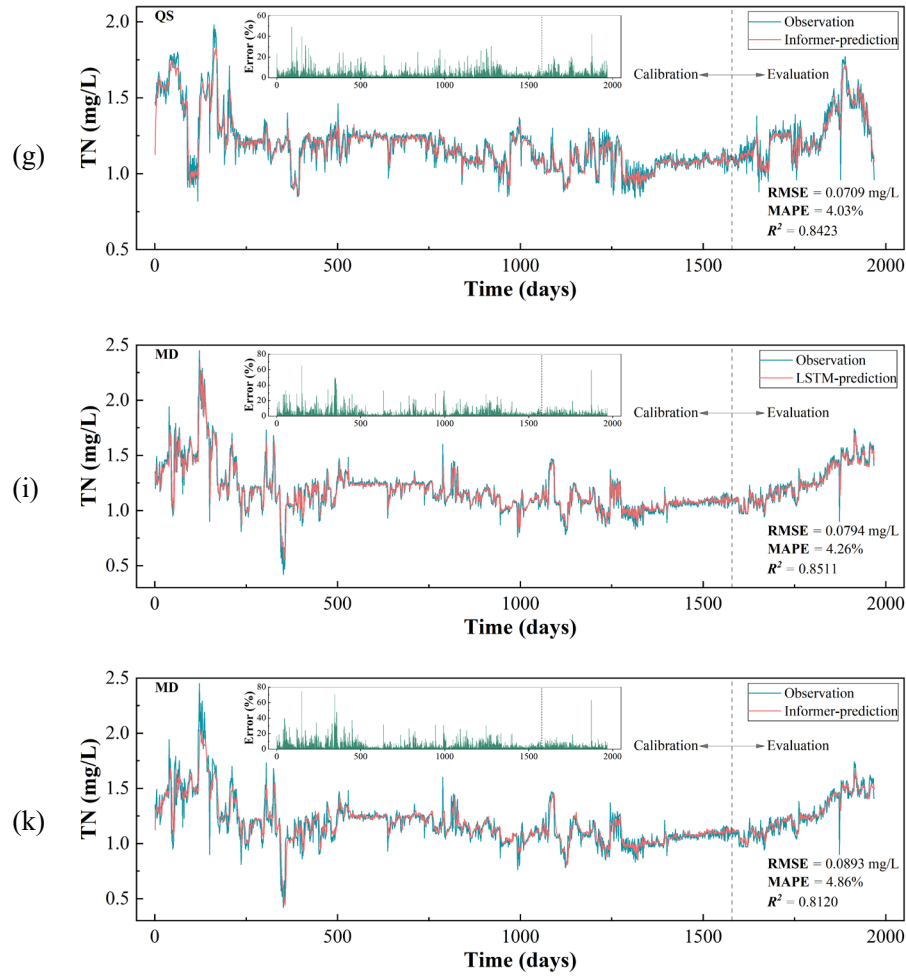 (g)
QS
TN (mg/L)
2.0
1.5
1.0
0.5
Error (%)
60
40
20
0
0 500 1000 1500 2000
Observation
Informer-prediction
Calibration
Evaluation
RMSE = 0.0709 mg/L
MAPE = 4.03%
R² = 0.8423
0 500 1000 1500 2000
Time (days)
(i)
MD
TN (mg/L)
2.5
2.0
1.5
1.0
0.5
Error (%)
80
60
40
20
0
0 500 1000 1500 2000
Observation
LSTM-prediction
Calibration
Evaluation
RMSE = 0.0794 mg/L
MAPE = 4.26%
R² = 0.8511
0 500 1000 1500 2000
Time (days)
(k)
MD
TN (mg/L)
2.5
2.0
1.5
1.0
0.5
Error (%)
80
60
40
20
0
0 500 1000 1500 2000
Observation
Informer-prediction
Calibration
Evaluation
RMSE = 0.0893 mg/L
MAPE = 4.86%
R² = 0.8120
0 500 1000 1500 2000
Time (days)